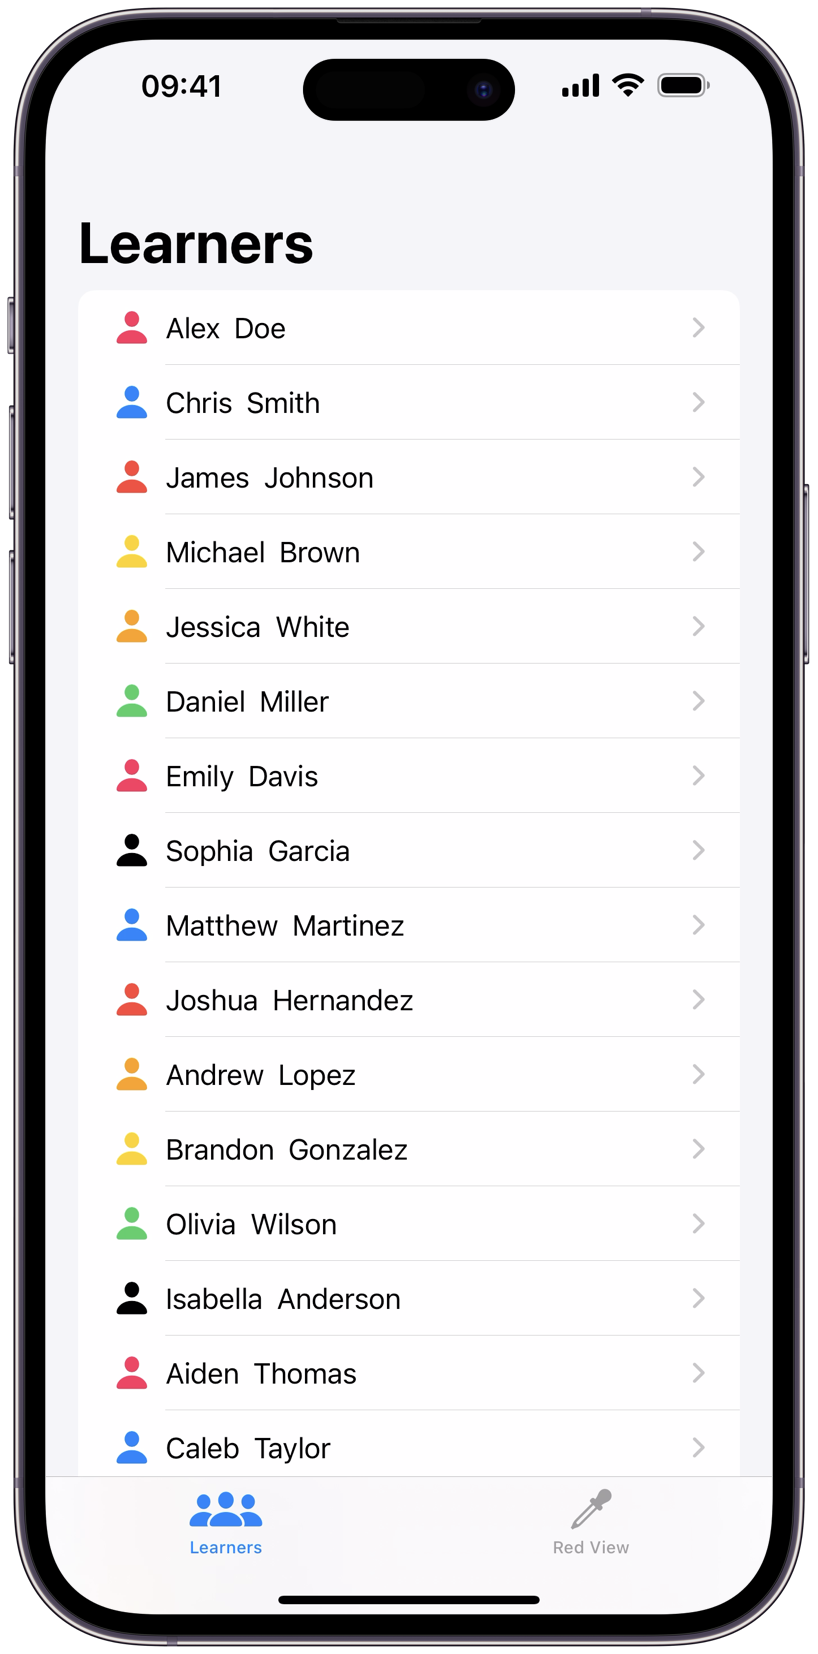 09:41
Learners
Alex Doe
Chris Smith
James Johnson
Michael Brown
Jessica White
Daniel Miller
Emily Davis
Sophia Garcia
Matthew Martinez
Joshua Hernandez
Andrew Lopez
Brandon Gonzalez
Olivia Wilson
Isabella Anderson
Aiden Thomas
Caleb Taylor
Learners
Red View